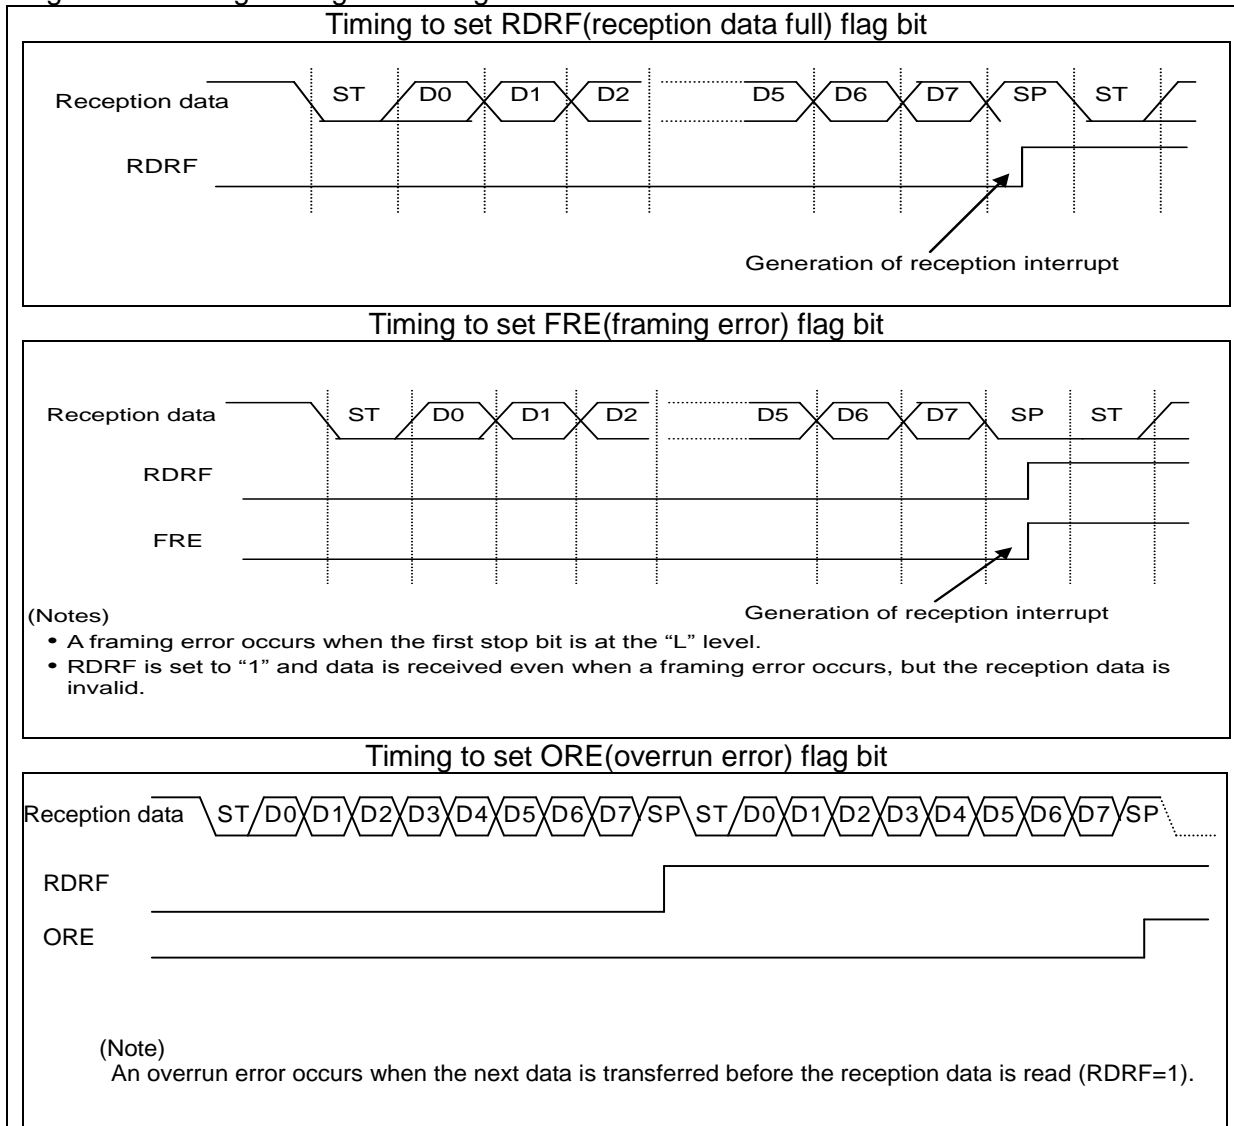 Timing to set RDRF(reception data full) flag bit
Reception data ST D0 D1 D2 D5 D6 D7 SP ST
RDRF
Generation of reception interrupt
Timing to set FRE(framing error) flag bit
Reception data ST D0 D1 D2 D5 D6 D7 SP ST
RDRF
FRE
Generation of reception interrupt
(Notes)
• A framing error occurs when the first stop bit is at the “L” level.
• RDRF is set to “1” and data is received even when a framing error occurs, but the reception data is
invalid.
Timing to set ORE(overrun error) flag bit
Reception data ST D0 D1 D2 D3 D4 D5 D6 D7 SP ST D0 D1 D2 D3 D4 D5 D6 D7 SP
RDRF
ORE
(Note)
An overrun error occurs when the next data is transferred before the reception data is read (RDRF=1).